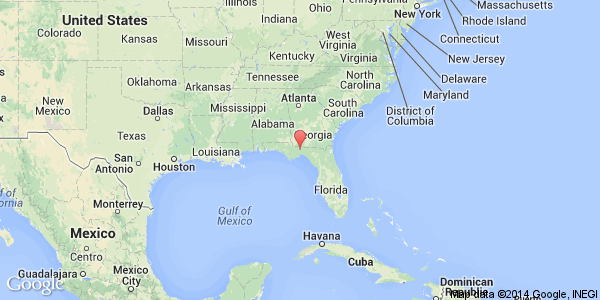 United States
Indiana
Pennsylvania
New York
Massachusetts
Rhode Island
Connecticut
New Jersey
Delaware
Maryland
District of
Columbia
Colorado
Kansas
Missouri
West
Virginia
Kentucky
Virginia
Oklahoma
Tennessee
North
Carolina
Arkansas
New
Mexico
Dallas
Mississippi
Atlanta
South
Carolina
Alabama
Georgia
Texas
Louisiana
San
Antonio
Houston
Florida
Monterrey
Gulf of
Mexico
Mexico
Centro
Havana
Cuba
Guadalajara
Mexico
City
Dominican
Republic
Google
Map data ©2014 Google, INEGI